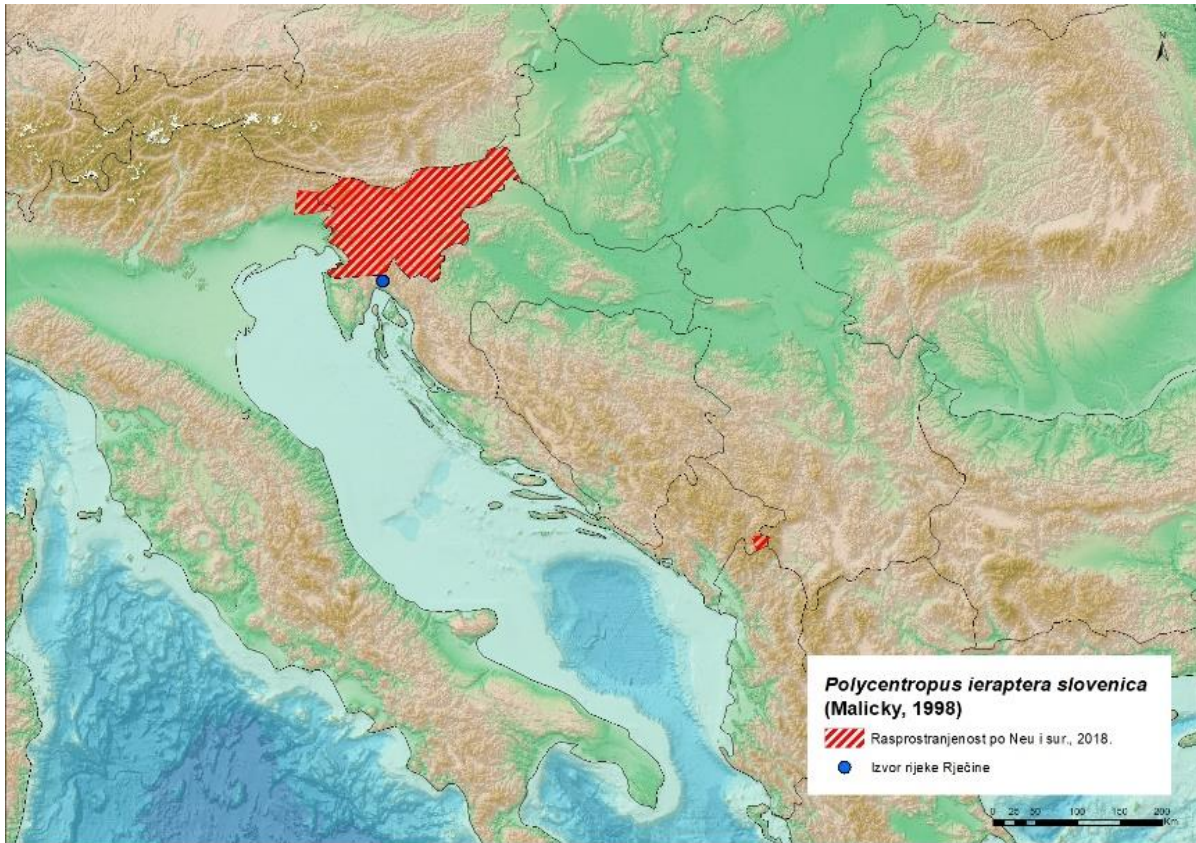 N
Polycentropus ieraptera slovenica
(Malicky, 1998)
Rasprostranjenost po Neu i sur., 2018.
Izvor rijeke Rječine
0 25 50 100 150 200
Km